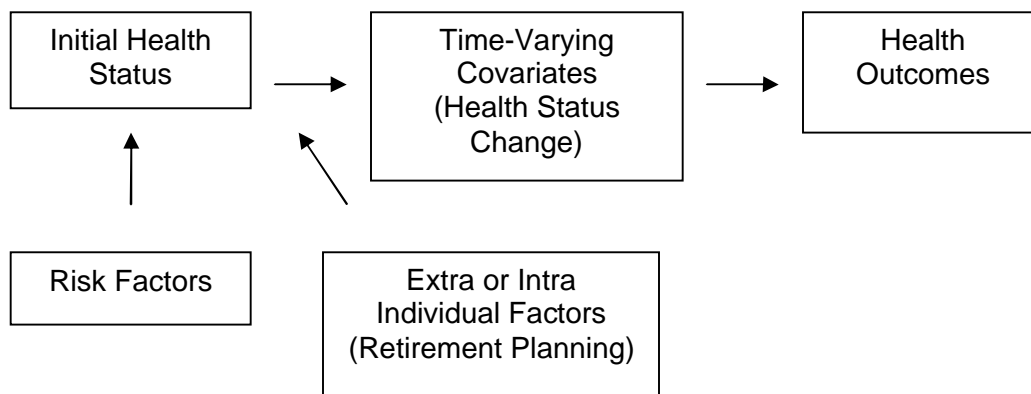 Initial Health
Status
Time-Varying
Covariates
(Health Status
Change)
Health
Outcomes
Risk Factors
Extra or Intra
Individual Factors
(Retirement Planning)